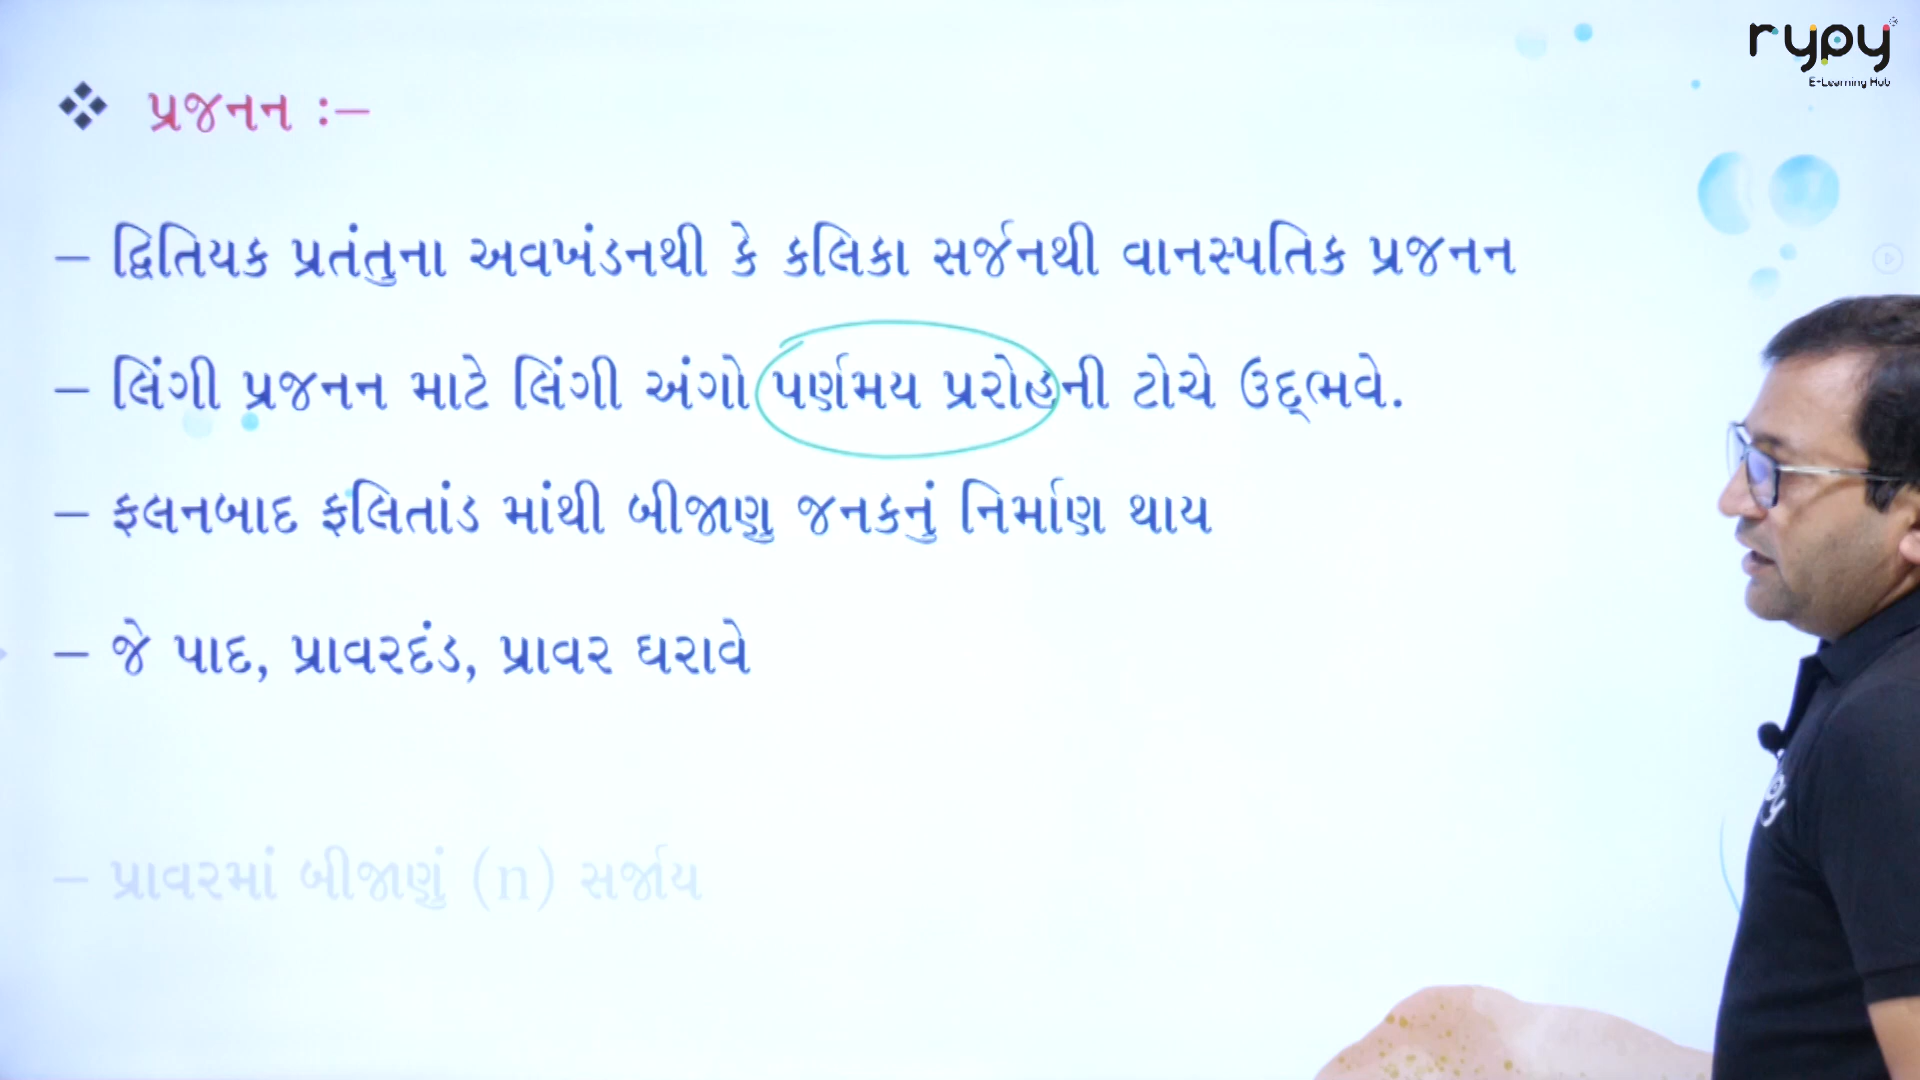 rypy
E-Learning Hub
❖ પ્રજનન :–
– દ્વિતિયક પ્રતંતુના અવખંડનથી કે કલિકા સર્જનથી વાનસ્પતિક પ્રજનન
– લિંગી પ્રજનન માટે લિંગી અંગો પર્ણમય પ્રરોહની ટોચે ઉદ્ભવે.
– ફલનબાદ ફલિતાંડ માંથી બીજાણુ જનકનું નિર્માણ થાય
– જે પાદ, પ્રાવરદંડ, પ્રાવર ધરાવે
– પ્રાવરમાં બીજાણું (n) સર્જાય